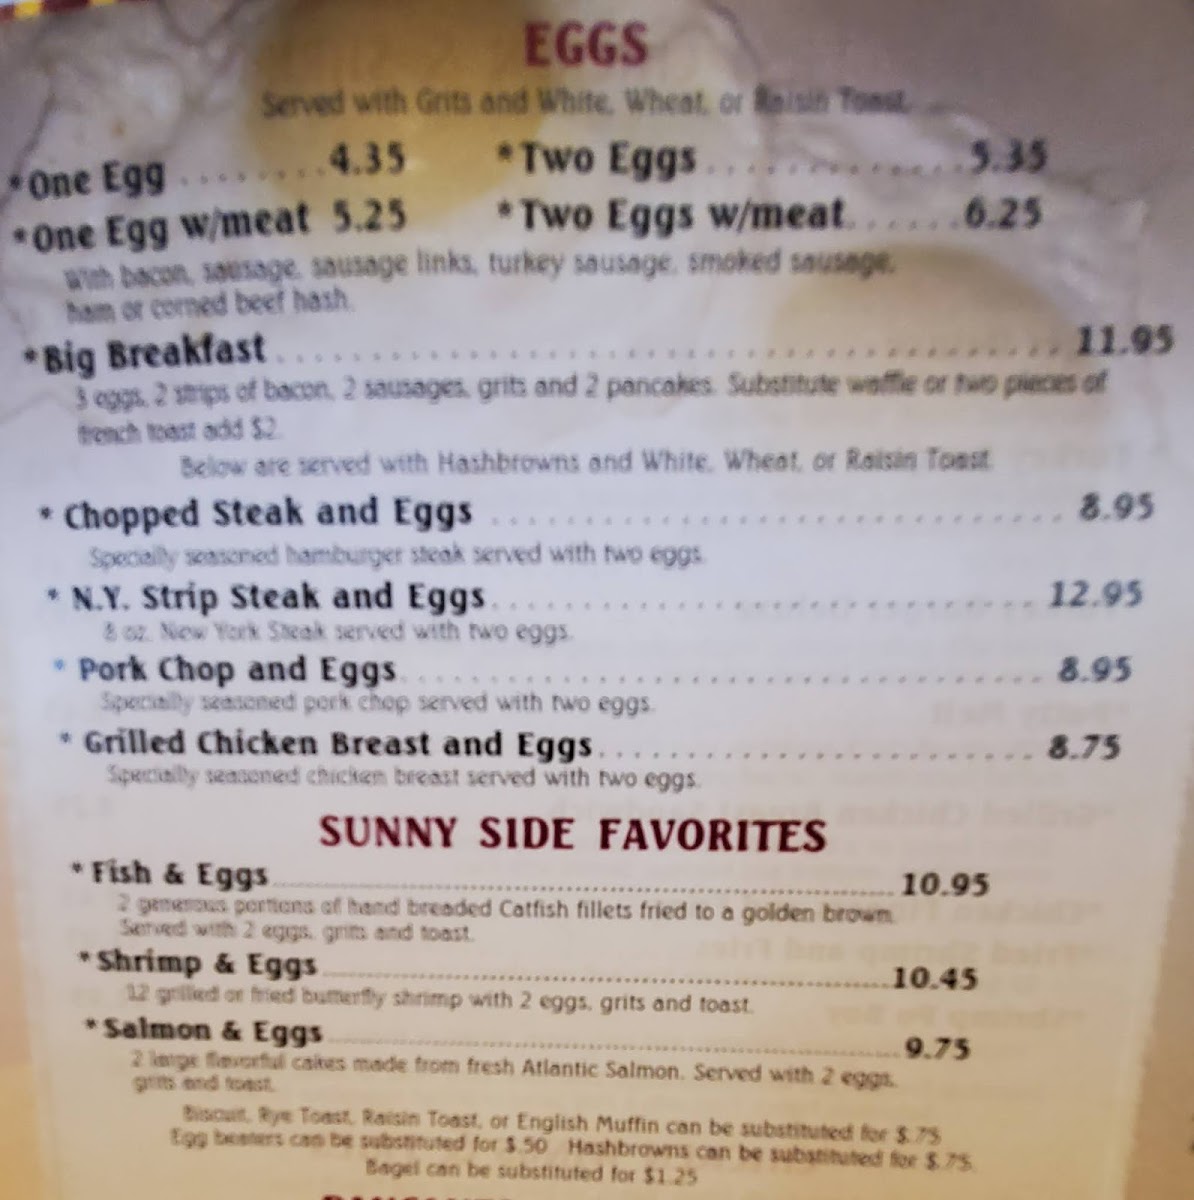 EGGS
Served with Grits and White, Wheat, or Raisin Toast
*One Egg ........4.35 *Two Eggs..............5.35
*One Egg w/meat 5.25 *Two Eggs w/meat.......6.25
With bacon, sausage, sausage links, turkey sausage, smoked sausage,
ham or corned beef hash.
*Big Breakfast........................................11.95
3 eggs, 2 strips of bacon, 2 sausages, grits and 2 pancakes. Substitute waffle or two pieces of
french toast add $2.
Below are served with Hashbrowns and White, Wheat, or Raisin Toast
* Chopped Steak and Eggs ..............................8.95
Specially seasoned hamburger steak served with two eggs.
* N.Y. Strip Steak and Eggs.............................12.95
8 oz. New York Steak served with two eggs.
* Pork Chop and Eggs..................................8.95
Specially seasoned pork chop served with two eggs.
* Grilled Chicken Breast and Eggs.......................8.75
Specially seasoned chicken breast served with two eggs.
SUNNY SIDE FAVORITES
*Fish & Eggs..........................................10.95
2 generous portions of hand breaded Catfish fillets fried to a golden brown.
Served with 2 eggs, grits and toast.
*Shrimp & Eggs........................................10.45
12 grilled or fried butterfly shrimp with 2 eggs, grits and toast.
*Salmon & Eggs........................................9.75
2 large flavorful cakes made from fresh Atlantic Salmon. Served with 2 eggs,
grits and toast.
Biscuit, Rye Toast, Raisin Toast, or English Muffin can be substituted for $.75
Egg beaters can be substituted for $.50 Hashbrowns can be substituted for $.75
Bagel can be substituted for $1.25